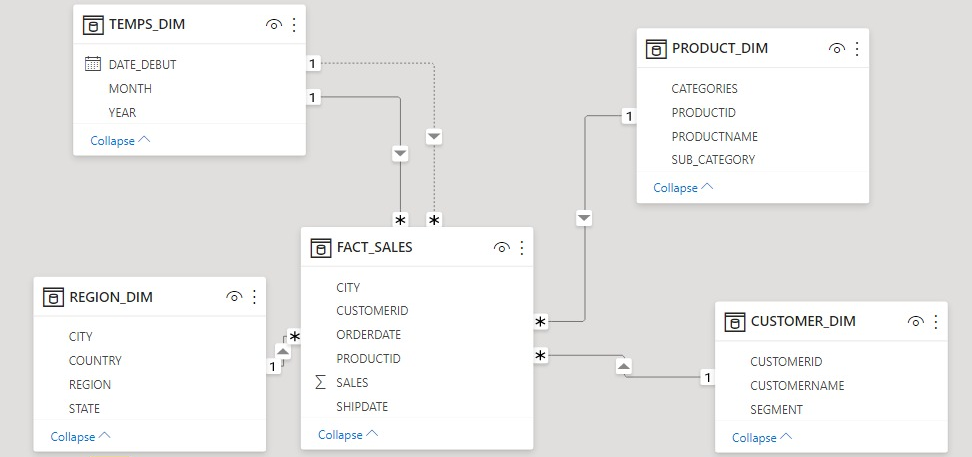 TEMPS_DIM
DATE_DEBUT
MONTH
YEAR
Collapse
1
1
*
*
PRODUCT_DIM
CATEGORIES
PRODUCTID
PRODUCTNAME
SUB_CATEGORY
Collapse
1
REGION_DIM
CITY
COUNTRY
REGION
STATE
Collapse
1
*
FACT_SALES
CITY
CUSTOMERID
ORDERDATE
PRODUCTID
Σ SALES
SHIPDATE
Collapse
*
*
CUSTOMER_DIM
CUSTOMERID
CUSTOMERNAME
SEGMENT
Collapse
1